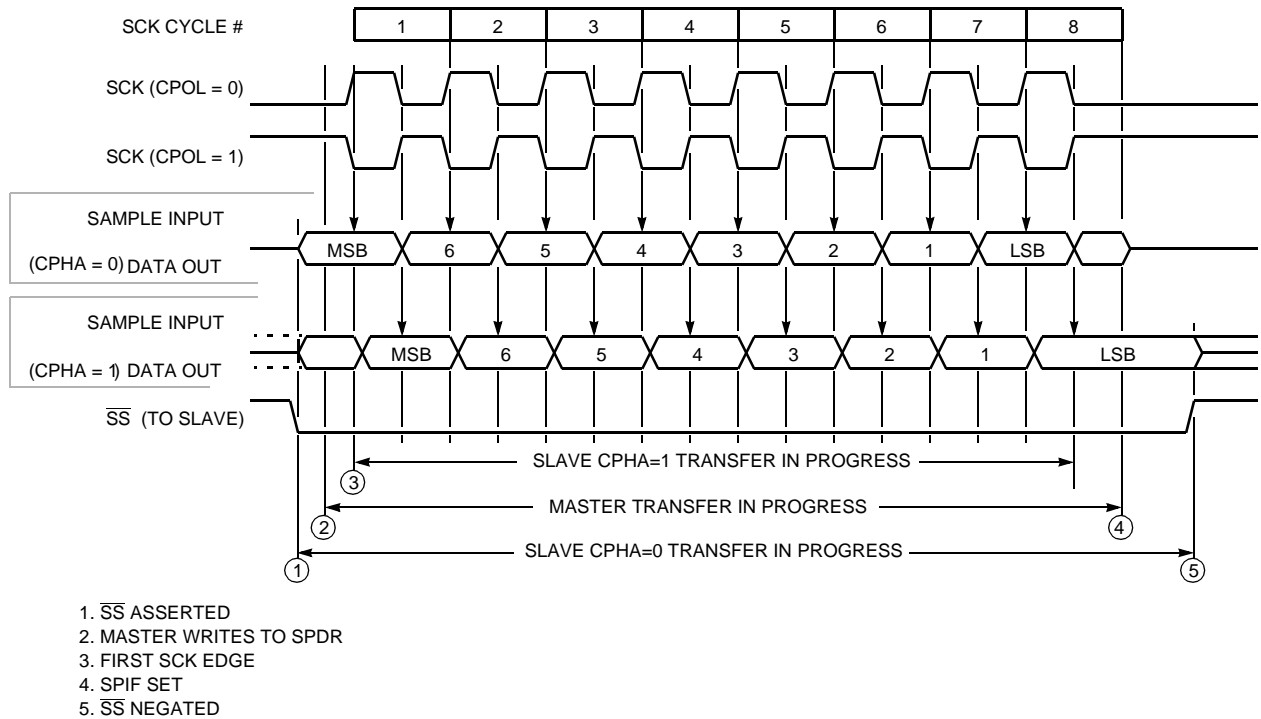 SCK CYCLE # 1 2 3 4 5 6 7 8
SCK (CPOL = 0)
SCK (CPOL = 1)
SAMPLE INPUT
(CPHA = 0) DATA OUT MSB 6 5 4 3 2 1 LSB
SAMPLE INPUT
(CPHA = 1) DATA OUT MSB 6 5 4 3 2 1 LSB
SS (TO SLAVE)
SLAVE CPHA=1 TRANSFER IN PROGRESS
3
MASTER TRANSFER IN PROGRESS
2 4
SLAVE CPHA=0 TRANSFER IN PROGRESS
1 5
1. SS ASSERTED
2. MASTER WRITES TO SPDR
3. FIRST SCK EDGE
4. SPIF SET
5. SS NEGATED